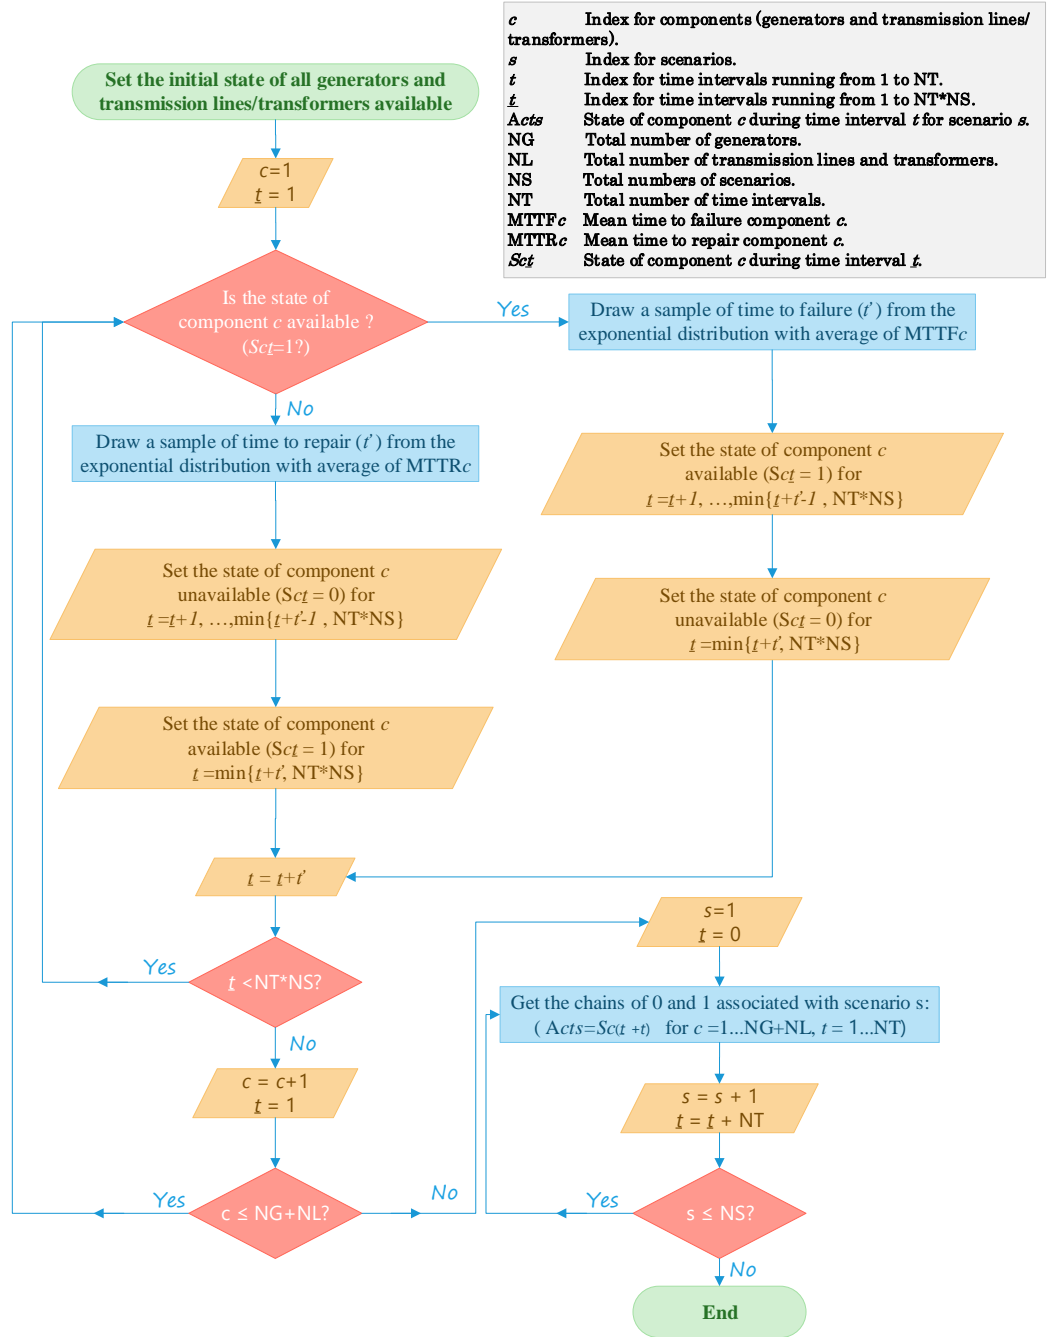 c Index for components (generators and transmission lines/
transformers).
s Index for scenarios.
t Index for time intervals running from 1 to NT.
t Index for time intervals running from 1 to NT*NS.
Acts State of component c during time interval t for scenario s.
NG Total number of generators.
NL Total number of transmission lines and transformers.
NS Total numbers of scenarios.
NT Total number of time intervals.
MTTFc Mean time to failure component c.
MTTRc Mean time to repair component c.
Sct State of component c during time interval t.
Set the initial state of all generators and
transmission lines/transformers available
c=1
t = 1
Is the state of
component c available ?
(Sct=1?)
Yes
Draw a sample of time to failure (t') from the
exponential distribution with average of MTTFc
No
Draw a sample of time to repair (t') from the
exponential distribution with average of MTTRc
Set the state of component c
available (Sct = 1) for
t =t+1, …,min{t+t'-1 , NT*NS}
Set the state of component c
unavailable (Sct = 0) for
t =t+1, …,min{t+t'-1 , NT*NS}
Set the state of component c
unavailable (Sct = 0) for
t =min{t+t', NT*NS}
Set the state of component c
available (Sct = 1) for
t =min{t+t', NT*NS}
t = t+t'
t <NT*NS?
Yes
No
c = c+1
t = 1
c ≤ NG+NL?
Yes
No
s=1
t = 0
Get the chains of 0 and 1 associated with scenario s:
( Acts=Sc(t +t) for c =1...NG+NL, t = 1...NT)
s = s + 1
t = t + NT
s ≤ NS?
Yes
No
End